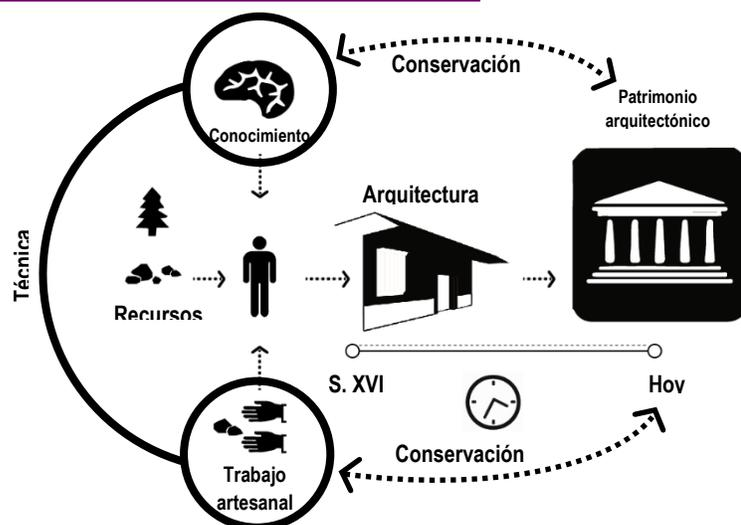 Conservación
Patrimonio
arquitectónico
Conocimiento
Arquitectura
Técnica
Recursos
S. XVI
Hoy
Conservación
Trabajo
artesanal